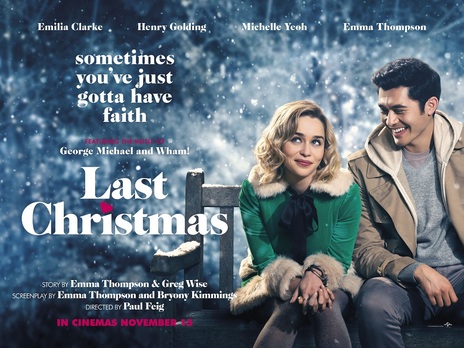 Emilia Clarke Henry Golding Michelle Yeoh Emma Thompson
sometimes
you've just
gotta have
faith
George Michael and Wham!
Last
Christmas
STORY BY Emma Thompson & Greg Wise
SCREENPLAY BY Emma Thompson and Bryony Kimmings
DIRECTED BY Paul Feig
IN CINEMAS NOVEMBER 15